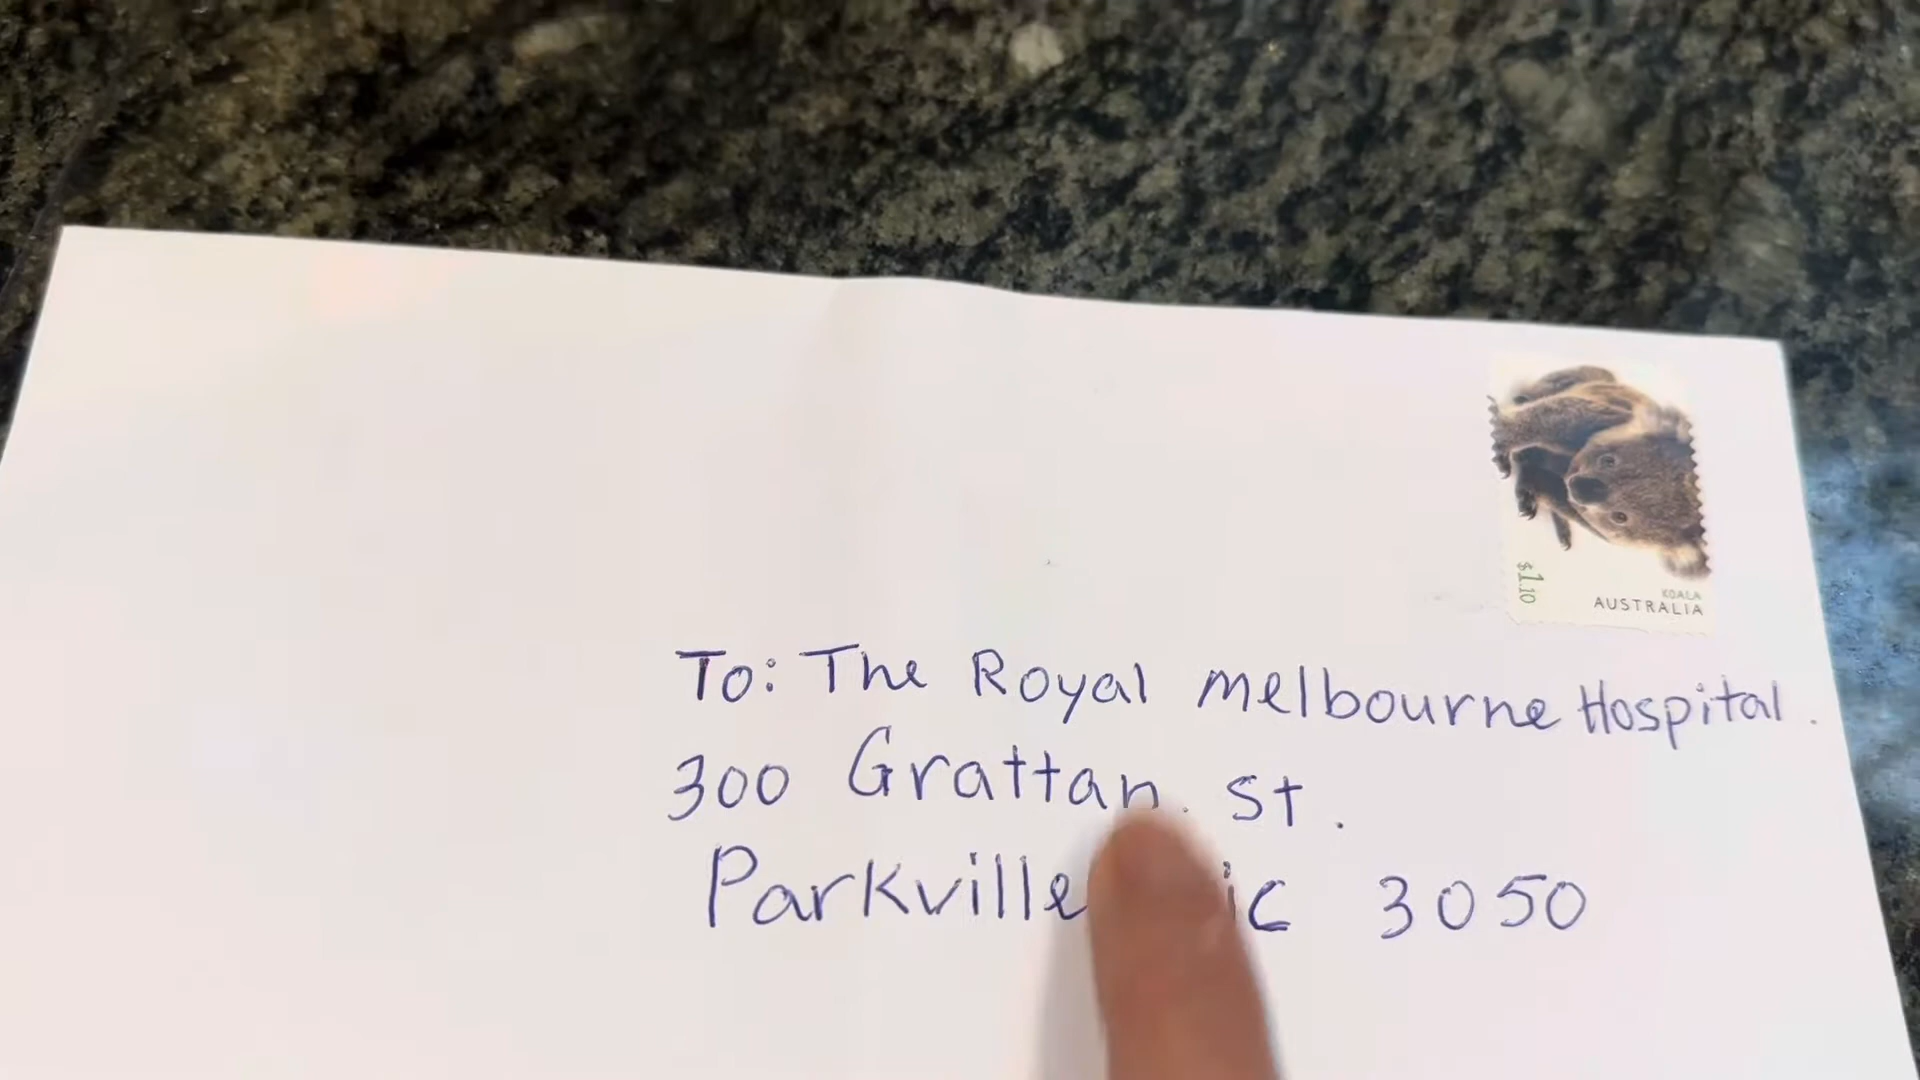 $1.10
KOALA
AUSTRALIA
To: The Royal Melbourne Hospital.
300 Grattan. St.
Parkville 3050